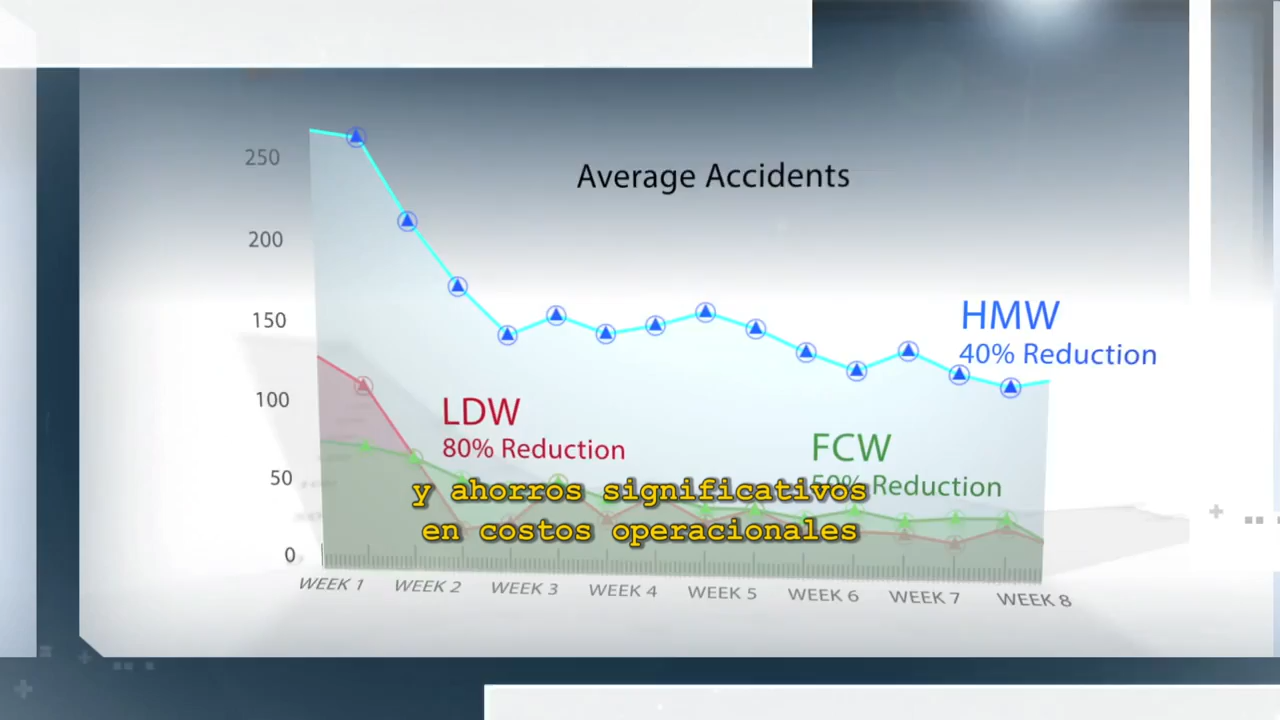 Average Accidents
250
200
150
100
50
0
HMW
40% Reduction
LDW
80% Reduction
FCW
Reduction
y ahorros significativos
en costos operacionales
WEEK 1 WEEK 2 WEEK 3 WEEK 4 WEEK 5 WEEK 6 WEEK 7 WEEK 8